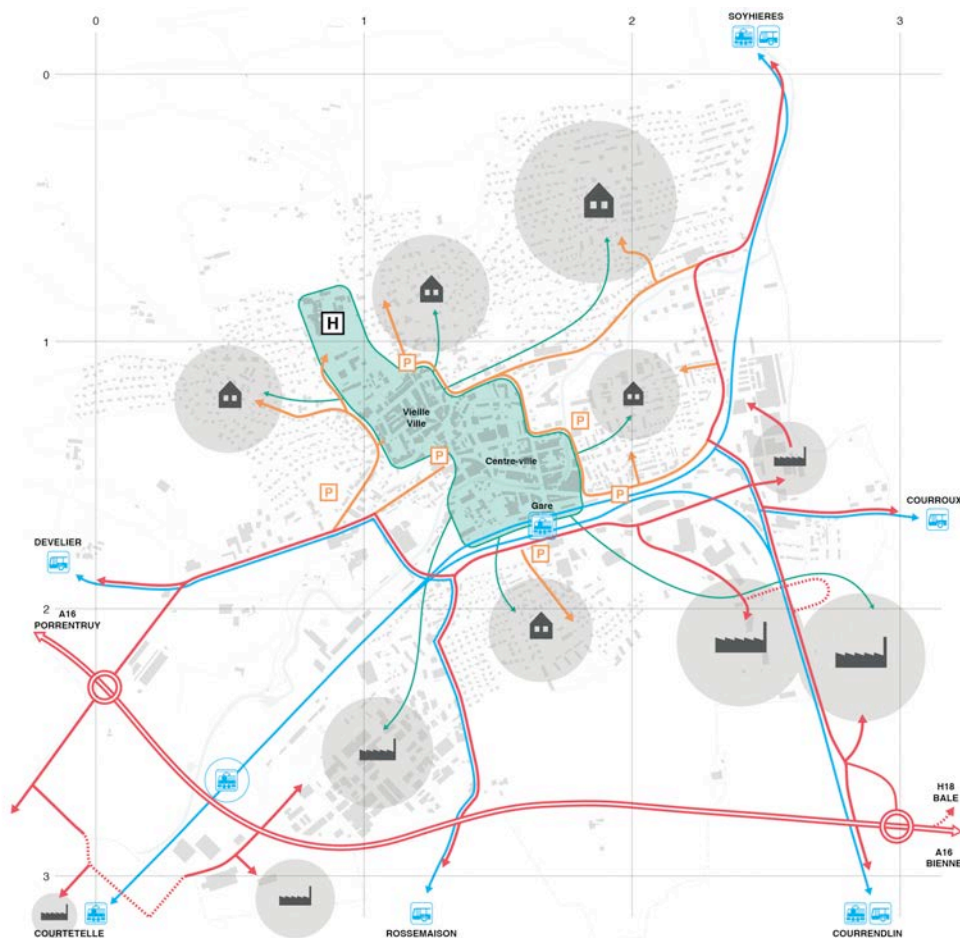 0
1
2
3
SOYHIERES
0
H
1
P
Vieille
Ville
P
P
Centre-ville
P
P
Gare
COURROUX
DEVELIER
P
2
A16
PORRENTRUY
H18
BALE
A16
BIENNE
3
COURTETELLE
ROSSEMAISON
COURRENDLIN